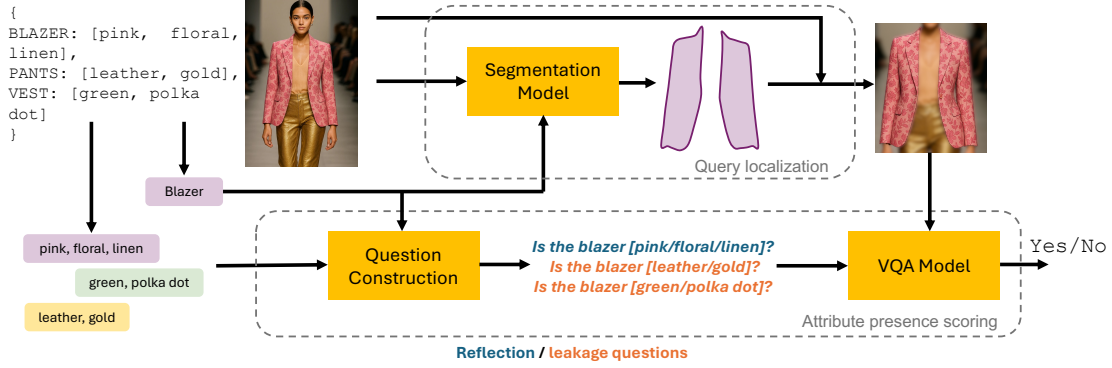 {
BLAZER: [pink, floral,
linen],
PANTS: [leather, gold],
VEST: [green, polka
dot]
}
Segmentation
Model
Query localization
Blazer
pink, floral, linen
green, polka dot
leather, gold
Question
Construction
Is the blazer [pink/floral/linen]?
Is the blazer [leather/gold]?
Is the blazer [green/polka dot]?
VQA Model
Yes/No
Attribute presence scoring
Reflection / leakage questions